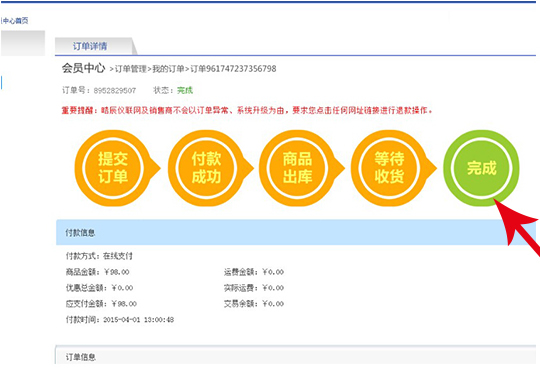 中心首页
订单详情
会员中心 >订单管理>我的订单>订单961747237356798
订单号：8952829507 状态：完成
重要提醒：皓辰仪联网及销售商不会以订单异常、系统升级为由，要求您点击任何网址链接进行退款操作。
提交
订单
付款
成功
商品
出库
等待
收货
完成
付款信息
付款方式：在线支付
商品金额：￥98.00 运费金额：￥0.00
优惠总金额：￥0.00 实际运费：￥0.00
应支付金额：￥98.00 交易余额：￥0.00
付款时间：2015-04-01 13:00:48
订单信息